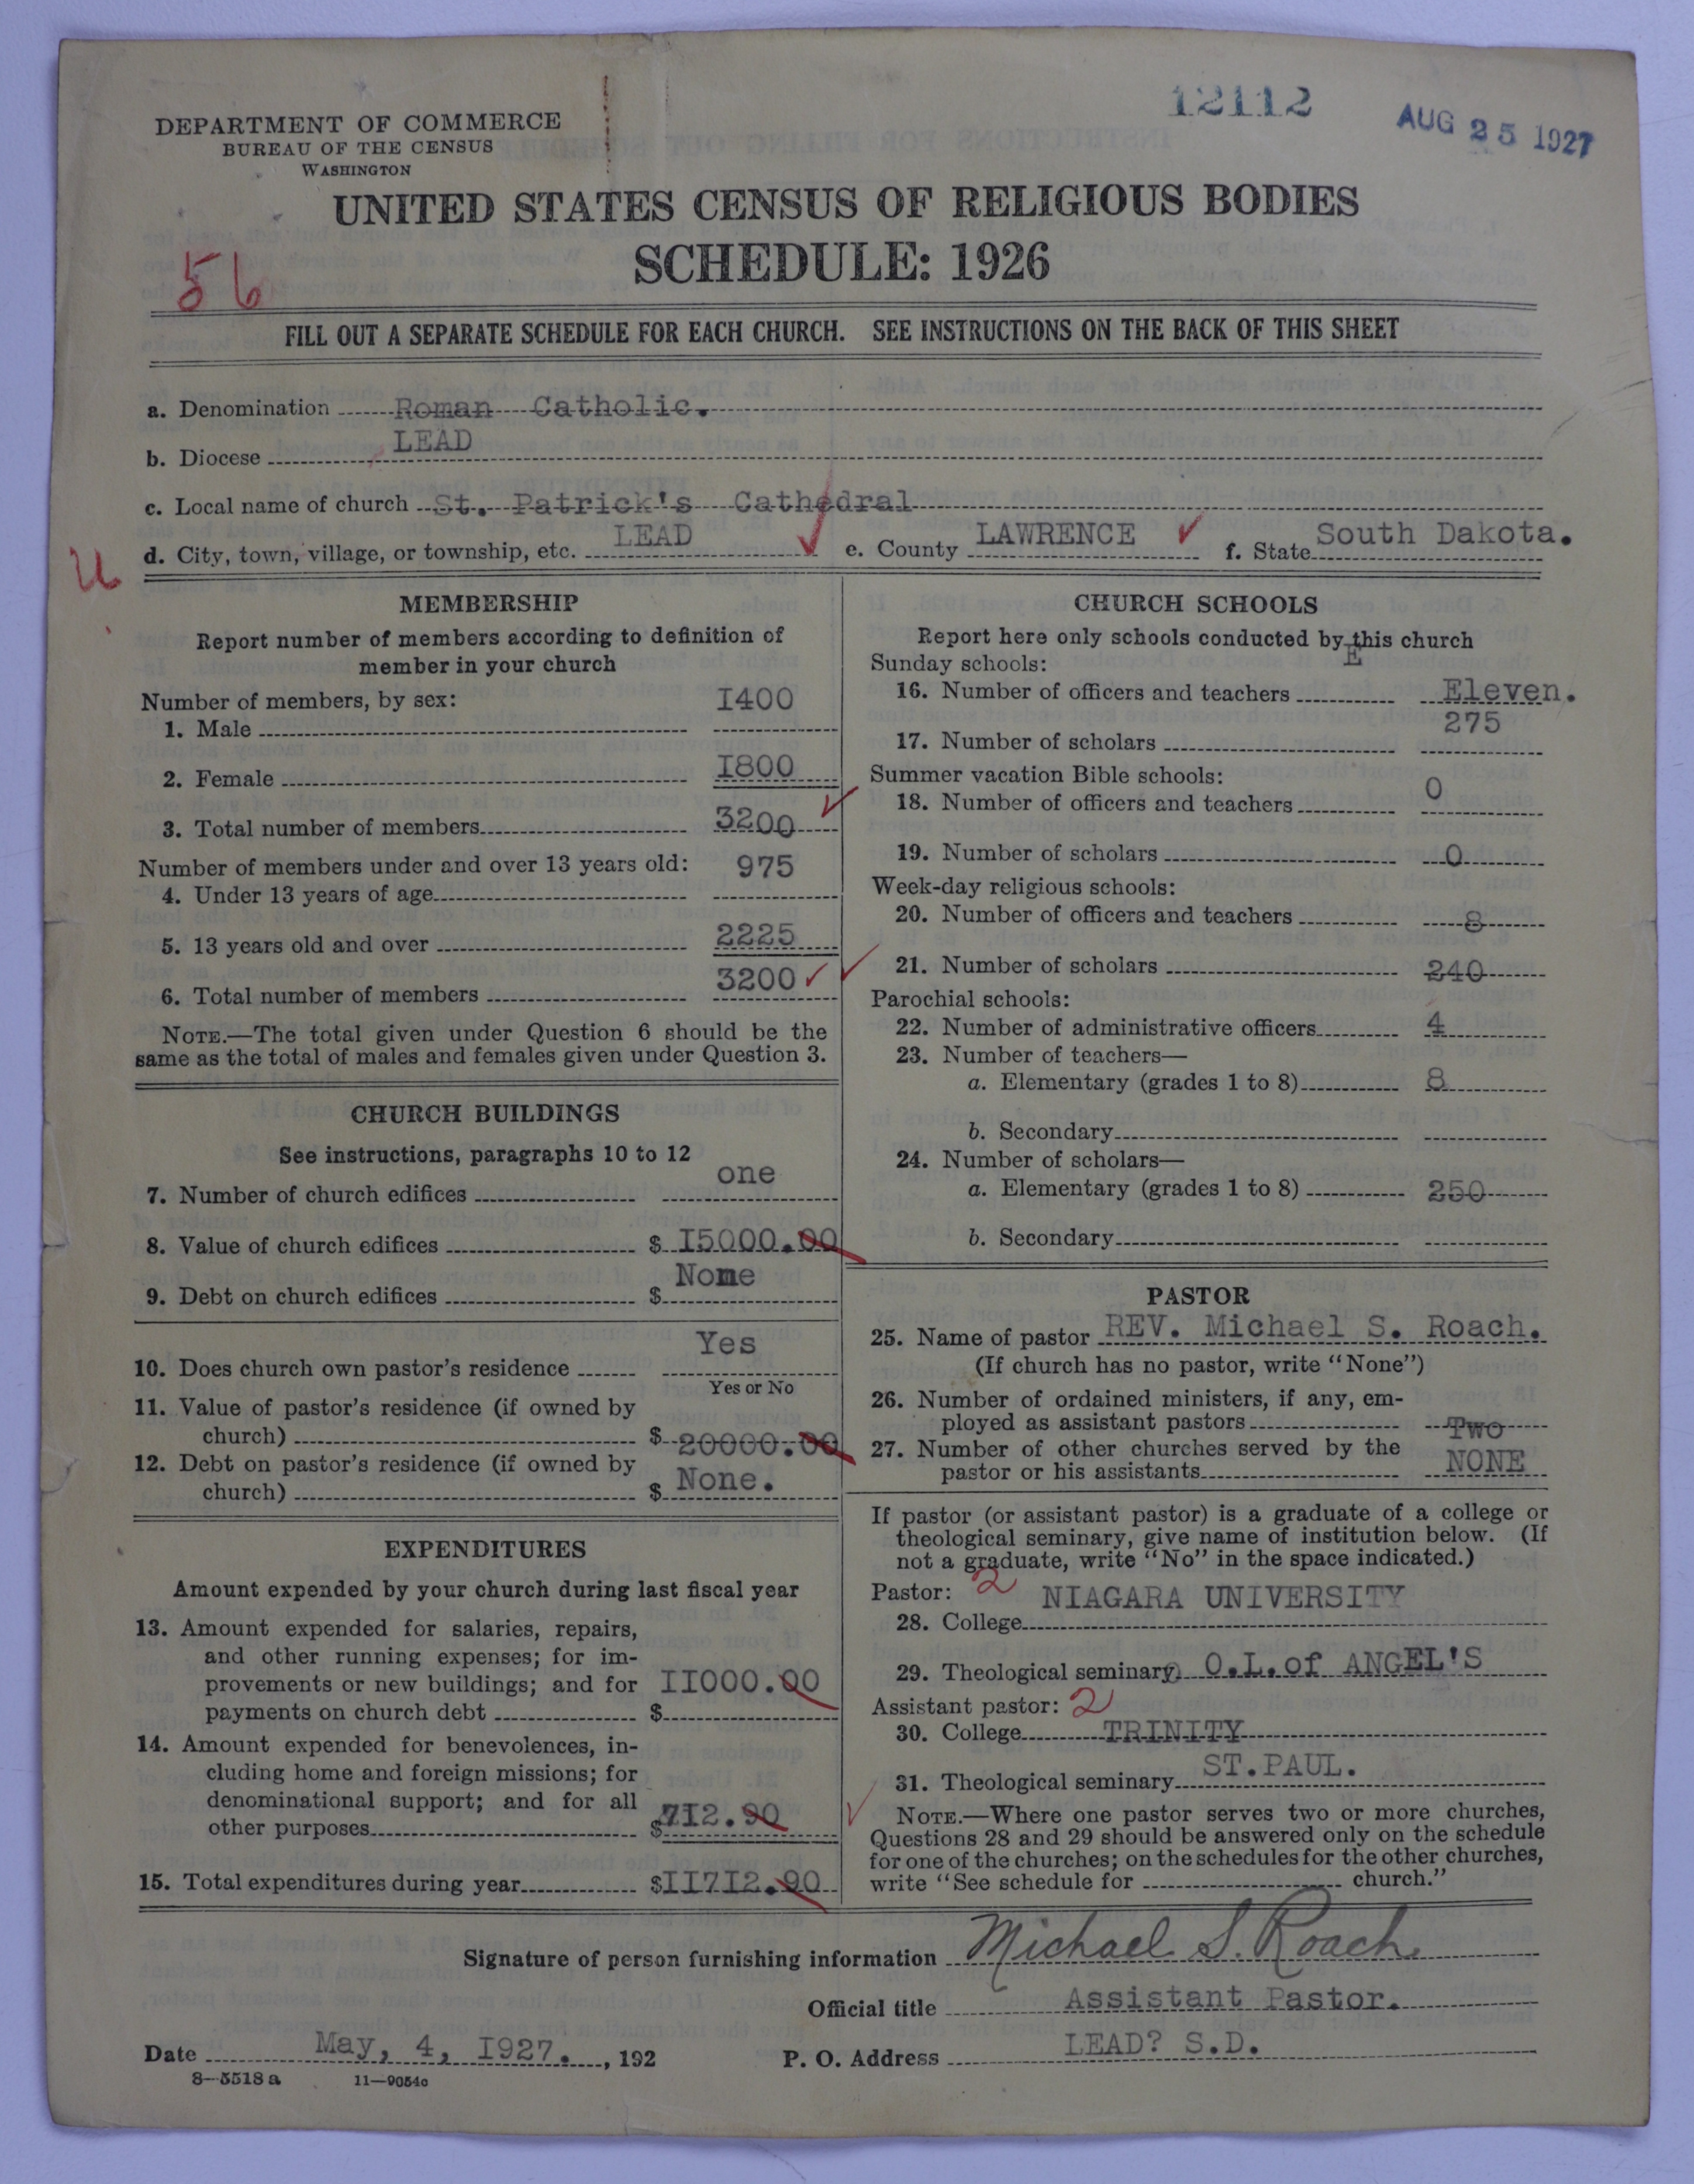 12112
AUG 25 1927
DEPARTMENT OF COMMERCE
BUREAU OF THE CENSUS
WASHINGTON
UNITED STATES CENSUS OF RELIGIOUS BODIES
SCHEDULE: 1926
56
FILL OUT A SEPARATE SCHEDULE FOR EACH CHURCH. SEE INSTRUCTIONS ON THE BACK OF THIS SHEET
a. Denomination Roman Catholic.
b. Diocese LEAD
c. Local name of church St. Patrick's Cathedral
d. City, town, village, or township, etc. LEAD e. County LAWRENCE f. State South Dakota.
U
MEMBERSHIP
Report number of members according to definition of
member in your church
Number of members, by sex:
1. Male I400
2. Female I800
3. Total number of members 3200
Number of members under and over 13 years old:
4. Under 13 years of age 975
5. 13 years old and over 2225
6. Total number of members 3200
NOTE.—The total given under Question 6 should be the
same as the total of males and females given under Question 3.
CHURCH BUILDINGS
See instructions, paragraphs 10 to 12
7. Number of church edifices one
8. Value of church edifices $ I5000.00
9. Debt on church edifices $ None
10. Does church own pastor's residence Yes
Yes or No
11. Value of pastor's residence (if owned by
church) $ 20000.00
12. Debt on pastor's residence (if owned by
church) $ None.
EXPENDITURES
Amount expended by your church during last fiscal year
13. Amount expended for salaries, repairs,
and other running expenses; for im-
provements or new buildings; and for
payments on church debt $ II000.00
14. Amount expended for benevolences, in-
cluding home and foreign missions; for
denominational support; and for all
other purposes $ 7I2.90
15. Total expenditures during year $ II7I2.90
CHURCH SCHOOLS
Report here only schools conducted by this church
Sunday schools: E
16. Number of officers and teachers Eleven.
17. Number of scholars 275
Summer vacation Bible schools:
18. Number of officers and teachers 0
19. Number of scholars 0
Week-day religious schools:
20. Number of officers and teachers 8
21. Number of scholars 240
Parochial schools:
22. Number of administrative officers 4
23. Number of teachers—
a. Elementary (grades 1 to 8) 8
b. Secondary
24. Number of scholars—
a. Elementary (grades 1 to 8) 250
b. Secondary
PASTOR
25. Name of pastor REV. Michael S. Roach.
(If church has no pastor, write "None")
26. Number of ordained ministers, if any, em-
ployed as assistant pastors Two
27. Number of other churches served by the
pastor or his assistants NONE
If pastor (or assistant pastor) is a graduate of a college or
theological seminary, give name of institution below. (If
not a graduate, write "No" in the space indicated.)
Pastor: 2
28. College NIAGARA UNIVERSITY
29. Theological seminary O.L.of ANGEL'S
Assistant pastor: 2
30. College TRINITY
31. Theological seminary ST.PAUL.
NOTE.—Where one pastor serves two or more churches,
Questions 28 and 29 should be answered only on the schedule
for one of the churches; on the schedules for the other churches,
write "See schedule for church."
Signature of person furnishing information Michael S. Roach
Official title Assistant Pastor.
Date May, 4, I927. , 192 P. O. Address LEAD? S.D.
8—5518a 11—9054c